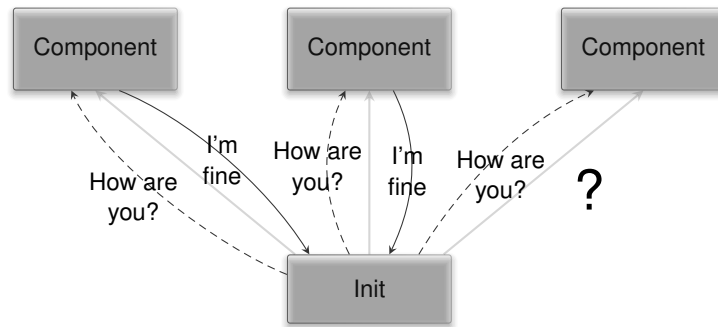 Component
Component
Component
I'm
fine
How are
you?
How are
you?
I'm
fine
How are
you?
?
Init